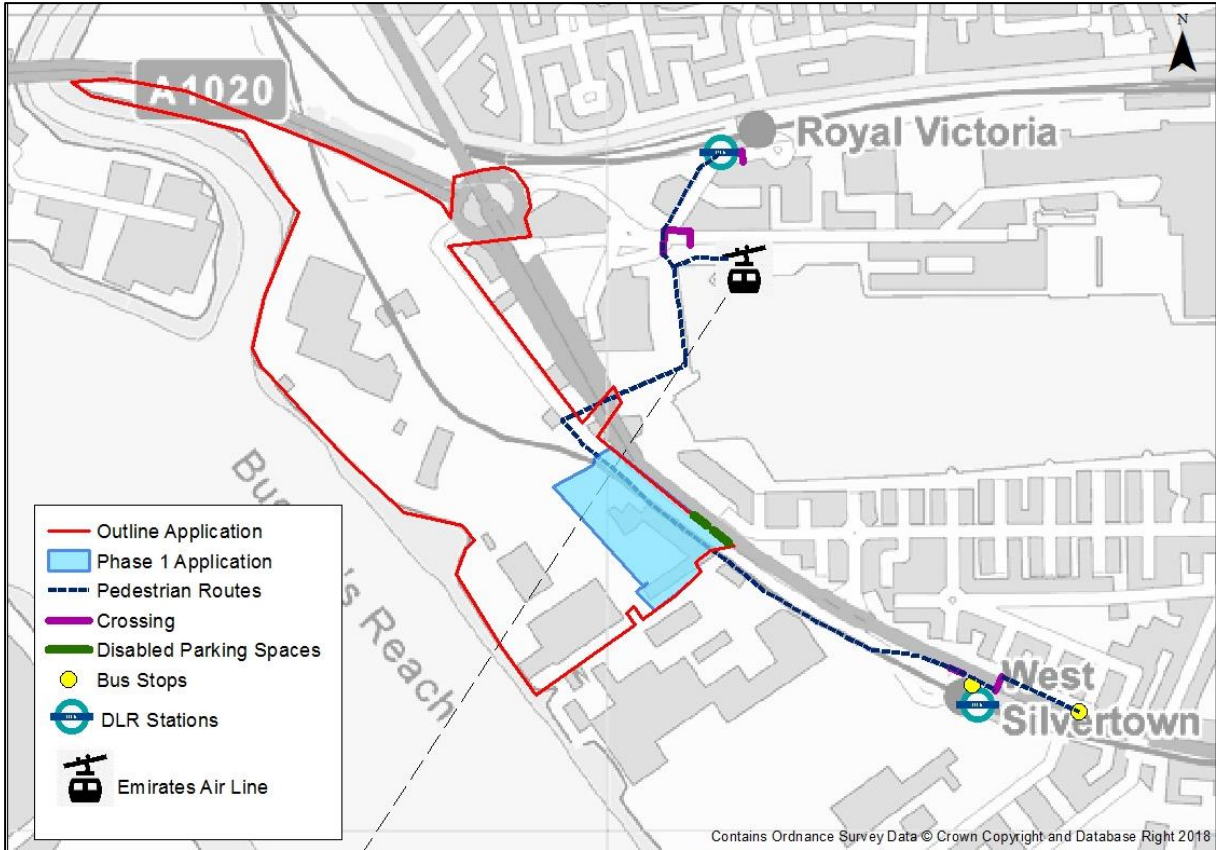 N
A1020
Royal Victoria
Bu
's Reach
West
Silvertown
Outline Application
Phase 1 Application
Pedestrian Routes
Crossing
Disabled Parking Spaces
Bus Stops
DLR Stations
Emirates Air Line
Contains Ordnance Survey Data © Crown Copyright and Database Right 2018